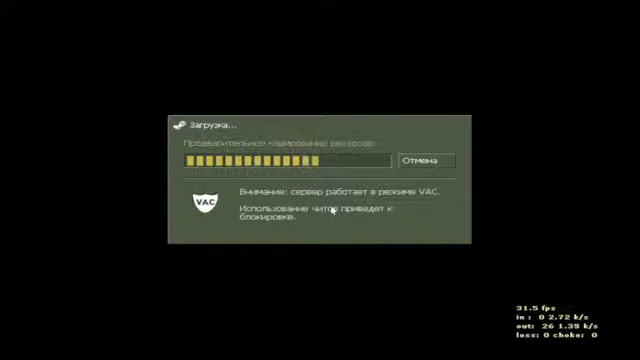 Загрузка...
Предварительное кэширование ресурсов...
Отмена
VAC
Внимание: сервер работает в режиме VAC.
Использование читов приведет к
блокировке.
31.5 fps
in : 0 2.72 k/s
out: 26 1.38 k/s
loss: 0 choke: 0